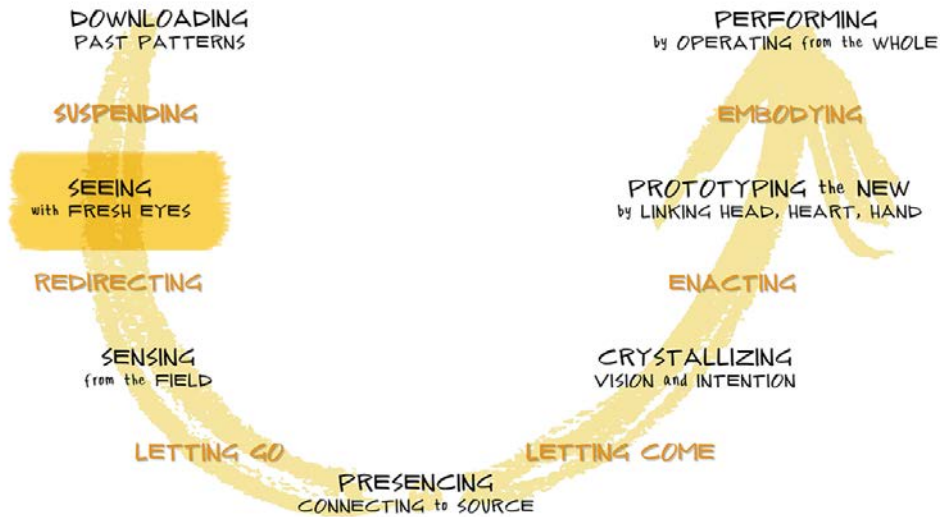 DOWNLOADING
PAST PATTERNS
SUSPENDING
SEEING
with FRESH EYES
REDIRECTING
SENSING
from the FIELD
LETTING GO
PRESENCING
CONNECTING to SOURCE
LETTING COME
CRYSTALLIZING
VISION and INTENTION
ENACTING
PROTOTYPING the NEW
by LINKING HEAD, HEART, HAND
EMBODYING
PERFORMING
by OPERATING from the WHOLE